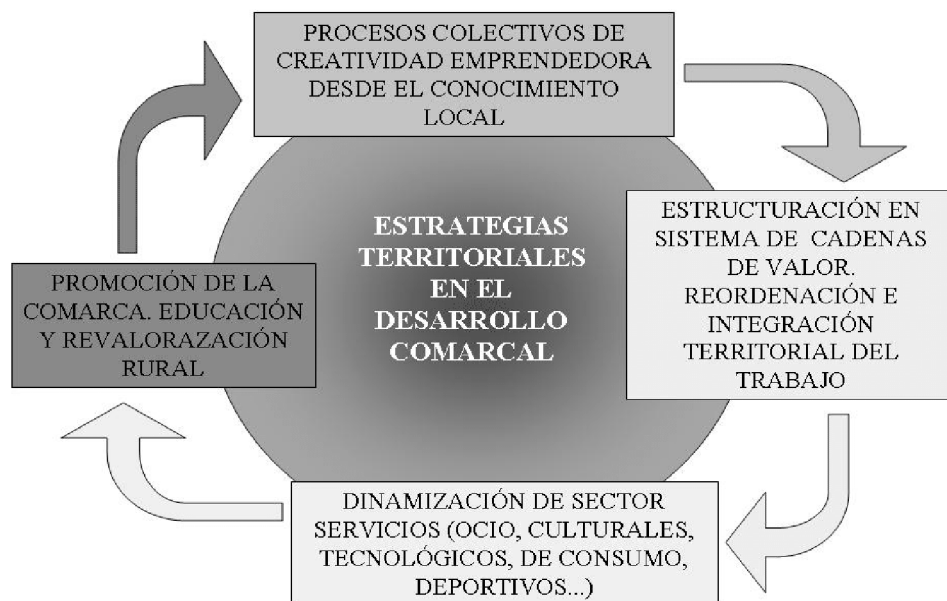 PROCESOS COLECTIVOS DE
CREATIVIDAD EMPRENDEDORA
DESDE EL CONOCIMIENTO
LOCAL
ESTRATEGIAS
TERRITORIALES
EN EL
DESARROLLO
COMARCAL
ESTRUCTURACIÓN EN
SISTEMA DE CADENAS
DE VALOR.
REORDENACIÓN E
INTEGRACIÓN
TERRITORIAL DEL
TRABAJO
PROMOCIÓN DE LA
COMARCA. EDUCACIÓN
Y REVALORAZACIÓN
RURAL
DINAMIZACIÓN DE SECTOR
SERVICIOS (OCIO, CULTURALES,
TECNOLÓGICOS, DE CONSUMO,
DEPORTIVOS...)